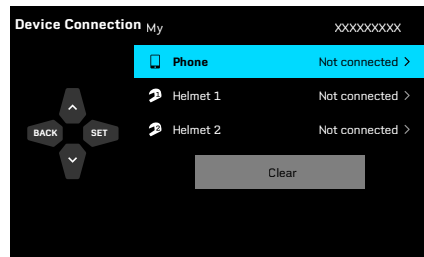 Device Connection My XXXXXXXXX
Phone Not connected >
Helmet 1 Not connected >
BACK SET
Helmet 2 Not connected >
Clear